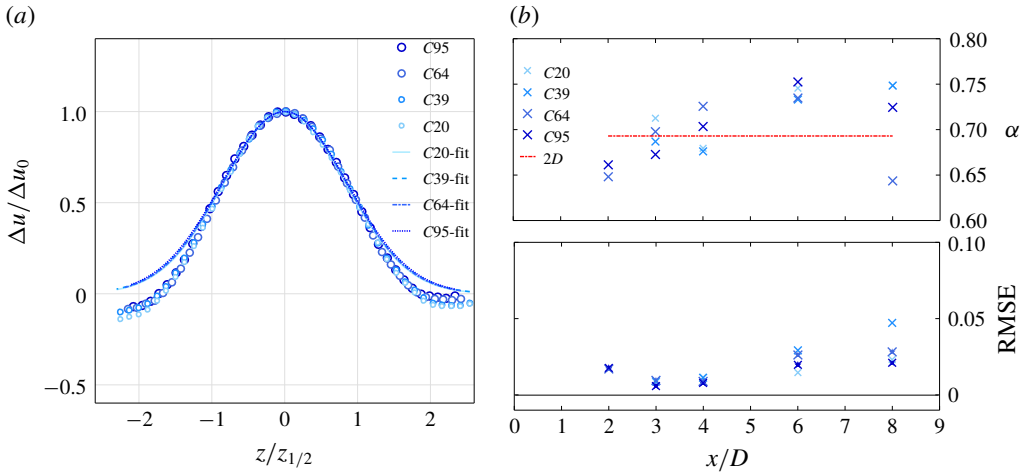 (a)
(b)
C95
C64
C39
C20
C20-fit
C39-fit
C64-fit
C95-fit
1.0
0.5
0
−0.5
Δu/Δu0
−2
−1
0
1
2
z/z1/2
C20
C39
C64
C95
2D
0.80
0.75
0.70
0.65
0.60
α
0.10
0.05
0
RMSE
0
1
2
3
4
5
6
7
8
9
x/D